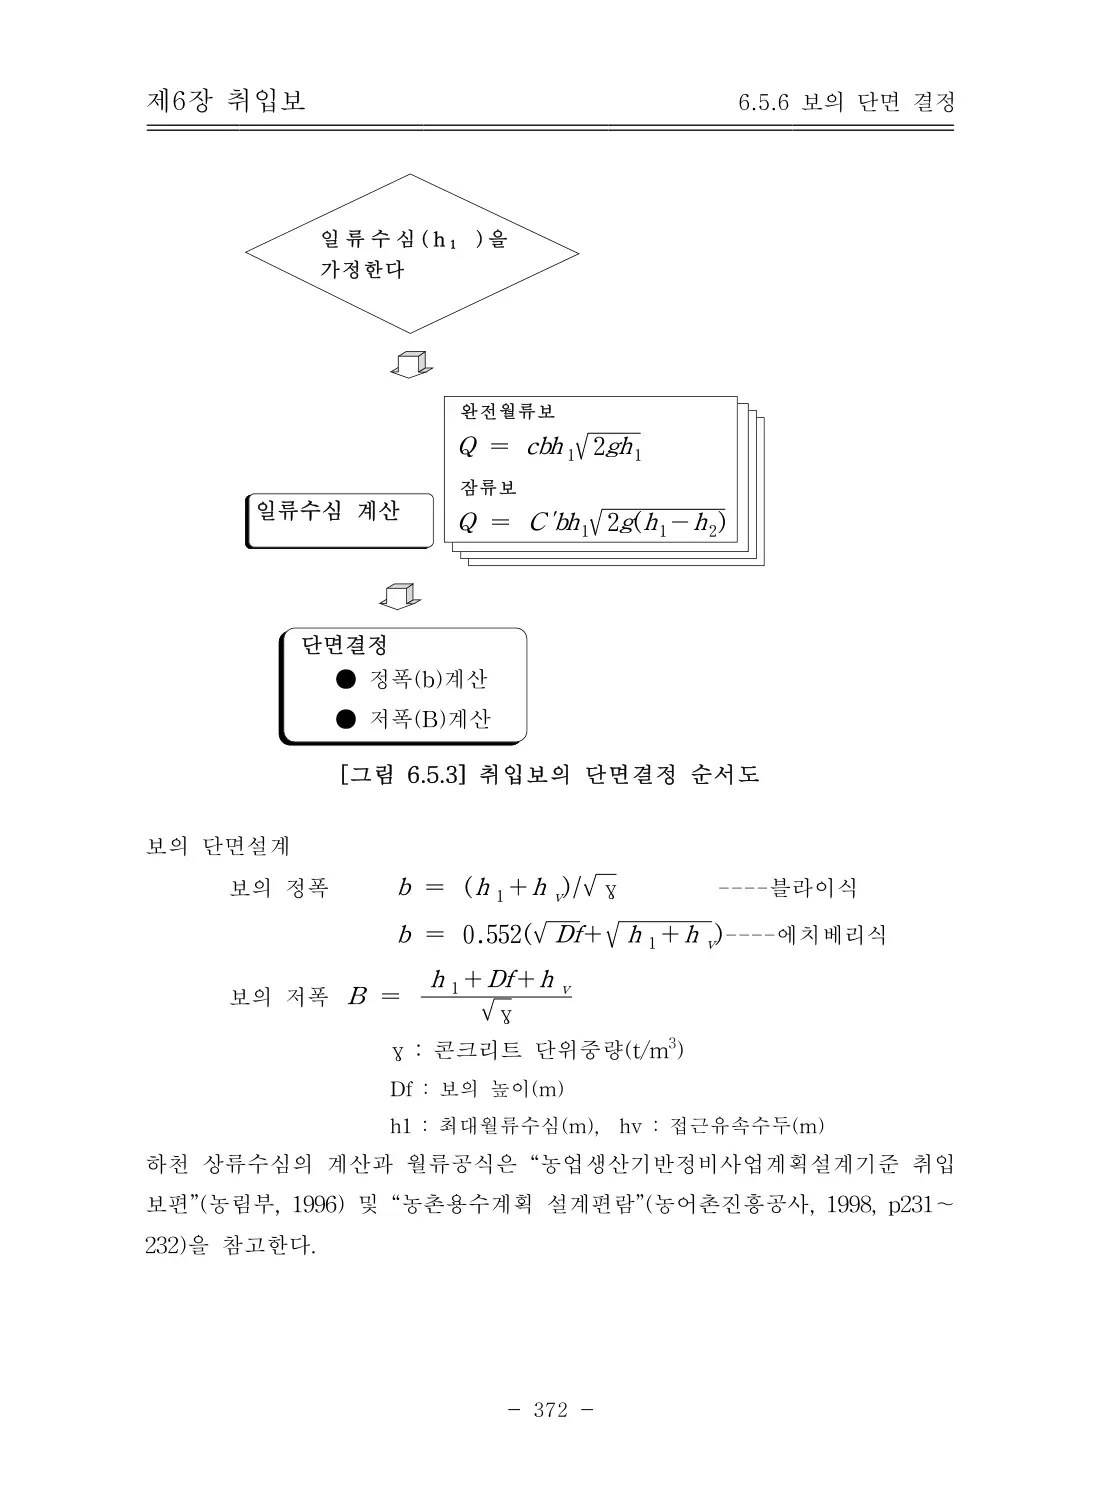 제6장 취입보 6.5.6 보의 단면 결정
일류수심(h₁ )을
가정한다
완전월류보
Q = cbh₁√2gh₁
잠류보
Q = C′bh₁√2g(h₁−h₂)
일류수심 계산
단면결정
● 정폭(b)계산
● 저폭(B)계산
[그림 6.5.3] 취입보의 단면결정 순서도
보의 단면설계
보의 정폭 b = (h₁+hᵥ)/√ɣ ----블라이식
b = 0.552(√Df+√h₁+hᵥ)----에치베리식
보의 저폭 B = (h₁+Df+hᵥ)/√ɣ
ɣ : 콘크리트 단위중량(t/m³)
Df : 보의 높이(m)
h1 : 최대월류수심(m), hv : 접근유속수두(m)
하천 상류수심의 계산과 월류공식은 “농업생산기반정비사업계획설계기준 취입
보편”(농림부, 1996) 및 “농촌용수계획 설계편람”(농어촌진흥공사, 1998, p231∼
232)을 참고한다.
− 372 −